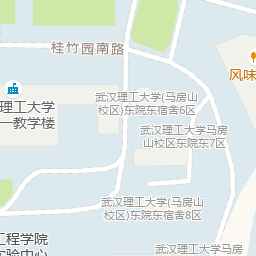 桂竹园南路
风味
理工大学
一教学楼
武汉理工大学(马房山
校区)东院东宿舍6区
武汉理工大学马房
山校区东院东7区
武汉理工大学(马房山
校区)东院东宿舍8区
工程学院
实验中心
武汉理工大学马房